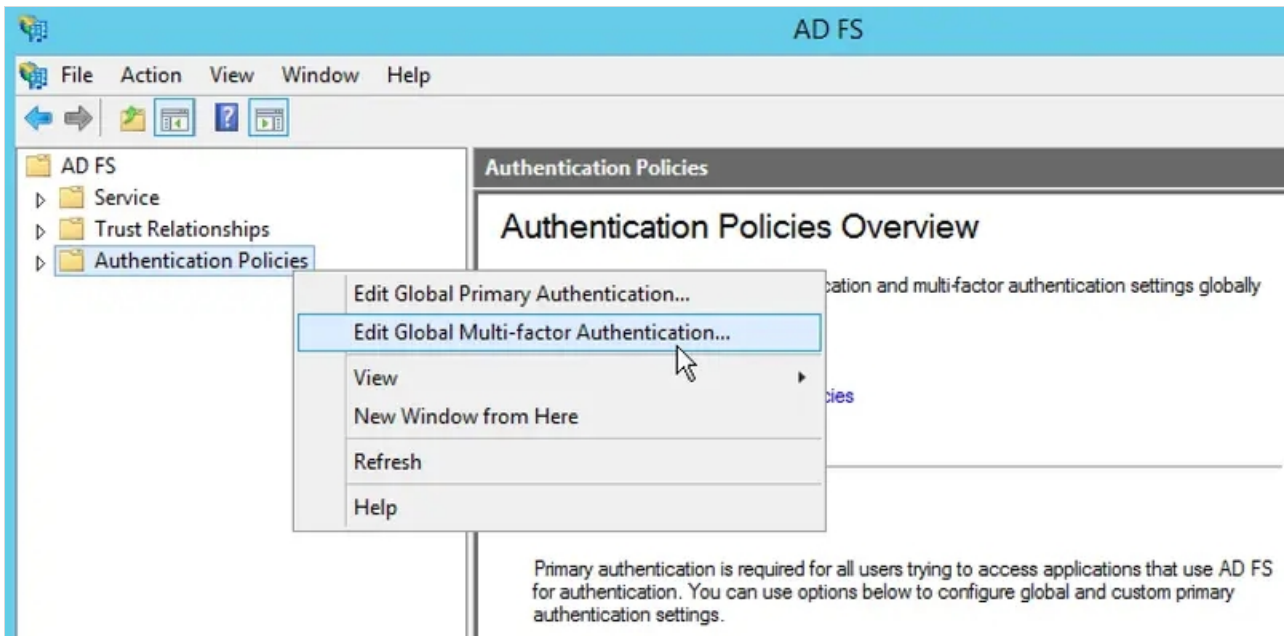 AD FS
File Action View Window Help
AD FS
Service
Trust Relationships
Authentication Policies
Authentication Policies
Authentication Policies Overview
cation and multi-factor authentication settings globally
cies
Edit Global Primary Authentication...
Edit Global Multi-factor Authentication...
View
New Window from Here
Refresh
Help
Primary authentication is required for all users trying to access applications that use AD FS
for authentication. You can use options below to configure global and custom primary
authentication settings.